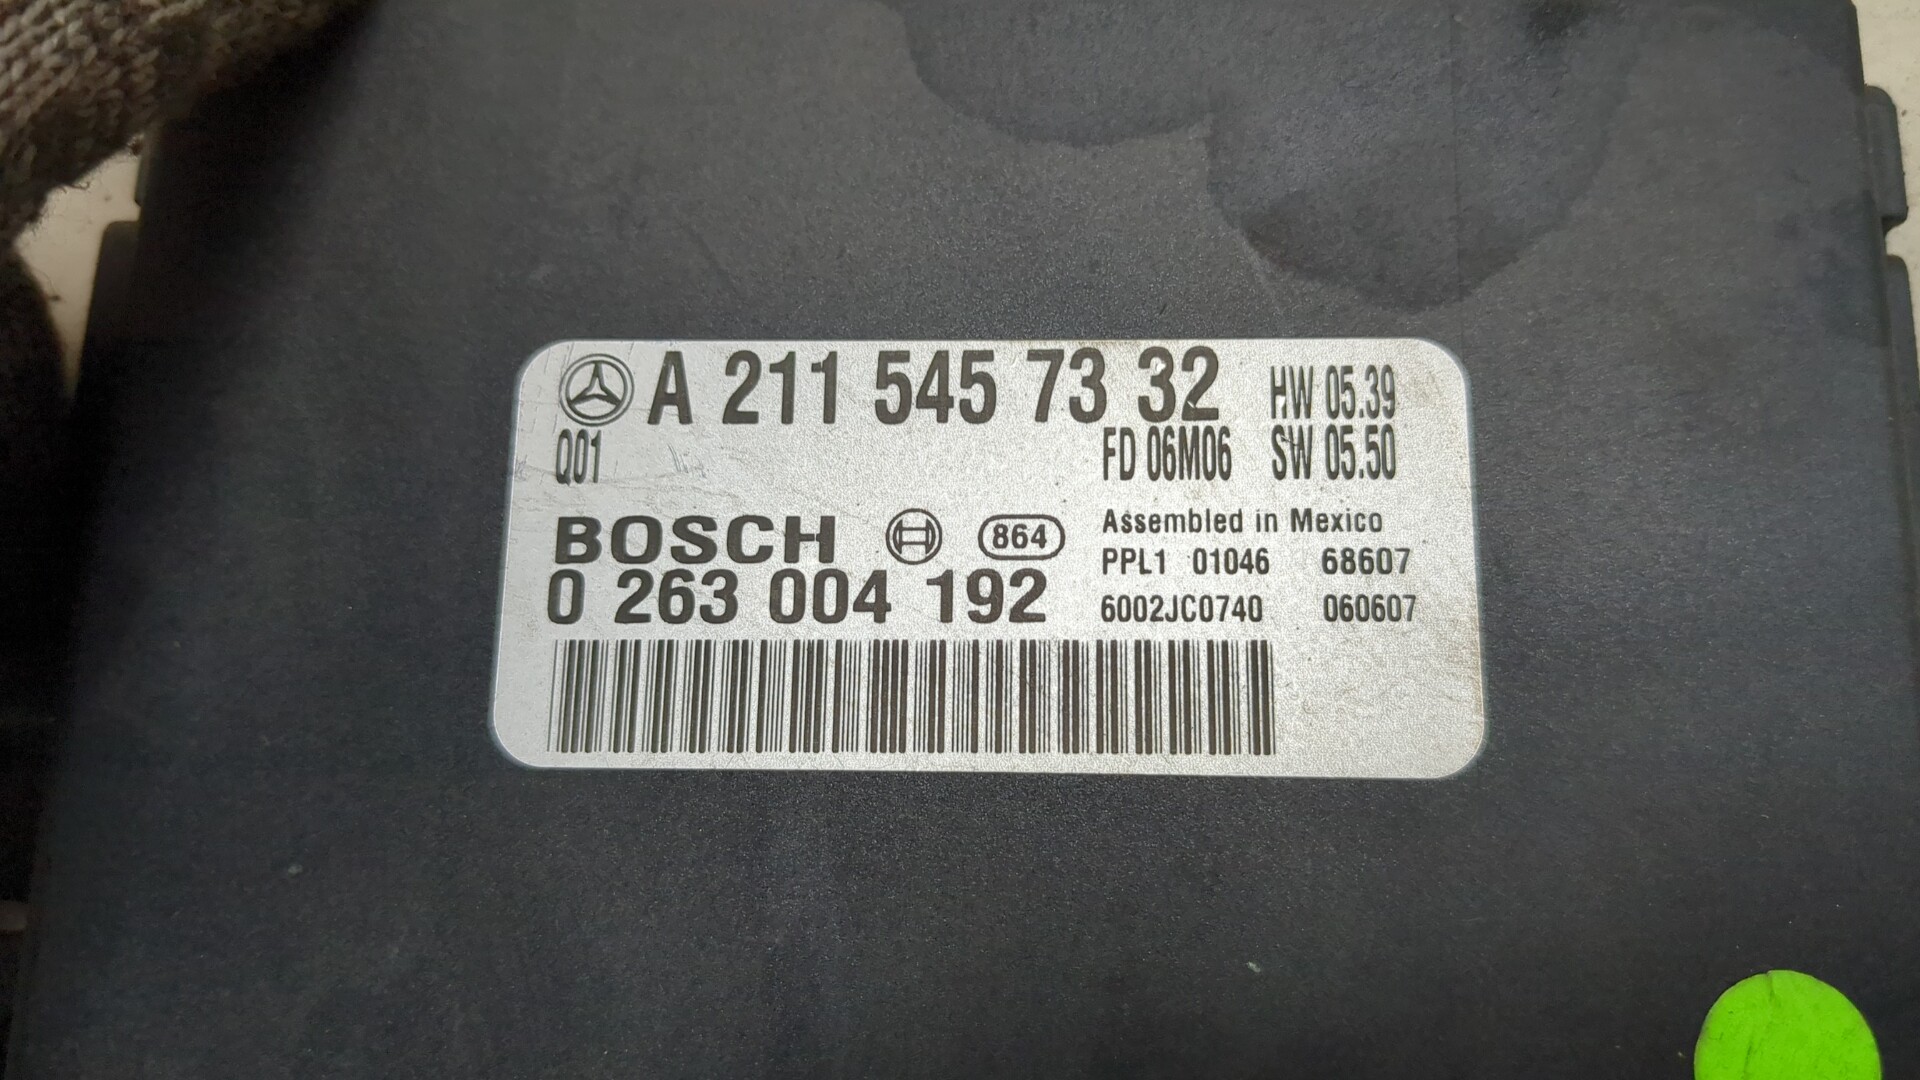 A 211 545 73 32 HW 05.39
Q01 FD 06M06 SW 05.50
BOSCH 864 Assembled in Mexico
PPL1 01046 68607
0 263 004 192 6002JC0740 060607